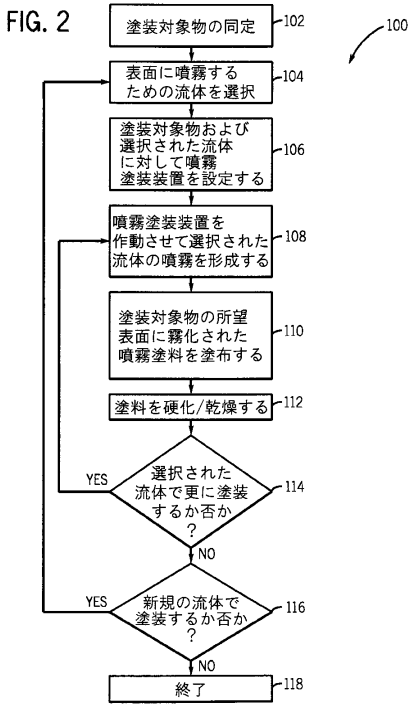 FIG. 2
100
塗装対象物の同定
102
表面に噴霧する
ための流体を選択
104
塗装対象物および
選択された流体
に対して噴霧
塗装装置を設定する
106
噴霧塗装装置を
作動させて選択された
流体の噴霧を形成する
108
塗装対象物の所望
表面に霧化された
噴霧塗料を塗布する
110
塗料を硬化/乾燥する
112
YES
選択された
流体で更に塗装
するか否か
?
114
NO
YES
新規の流体で
塗装するか否か
?
116
NO
終了
118